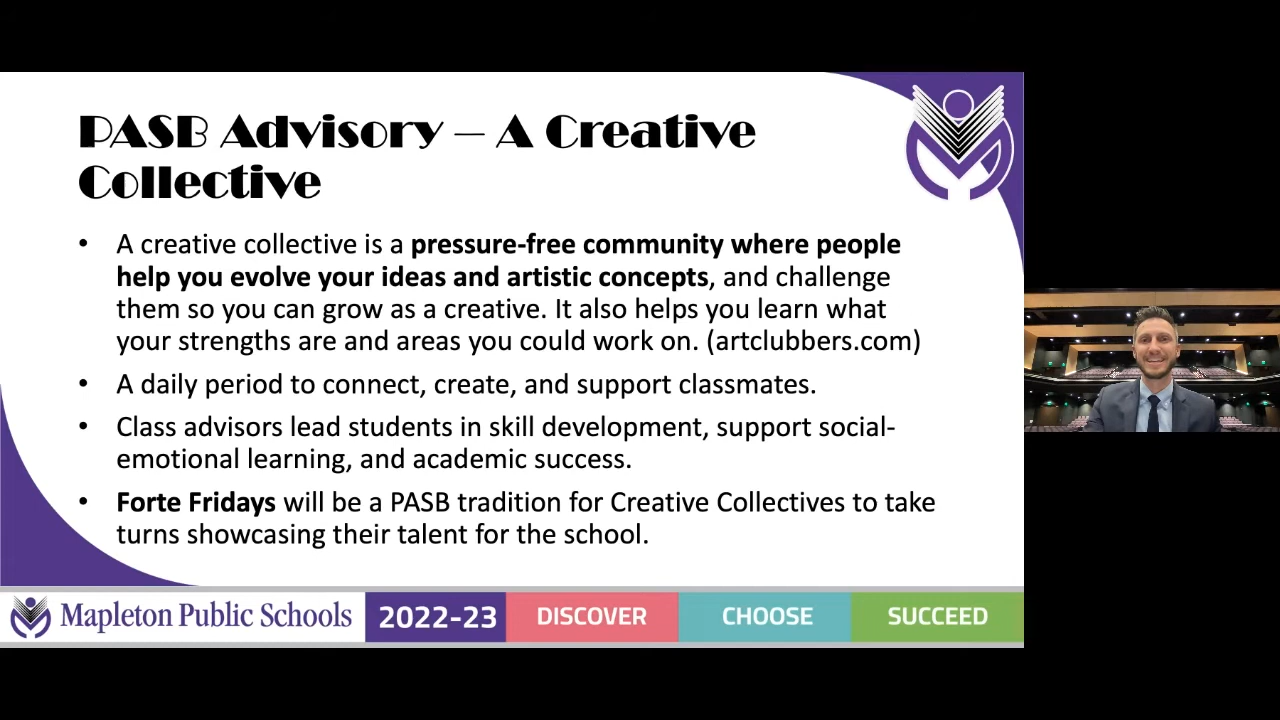 PASB Advisory – A Creative
Collective
• A creative collective is a pressure-free community where people
help you evolve your ideas and artistic concepts, and challenge
them so you can grow as a creative. It also helps you learn what
your strengths are and areas you could work on. (artclubbers.com)
• A daily period to connect, create, and support classmates.
• Class advisors lead students in skill development, support social-
emotional learning, and academic success.
• Forte Fridays will be a PASB tradition for Creative Collectives to take
turns showcasing their talent for the school.
Mapleton Public Schools 2022-23 DISCOVER CHOOSE SUCCEED